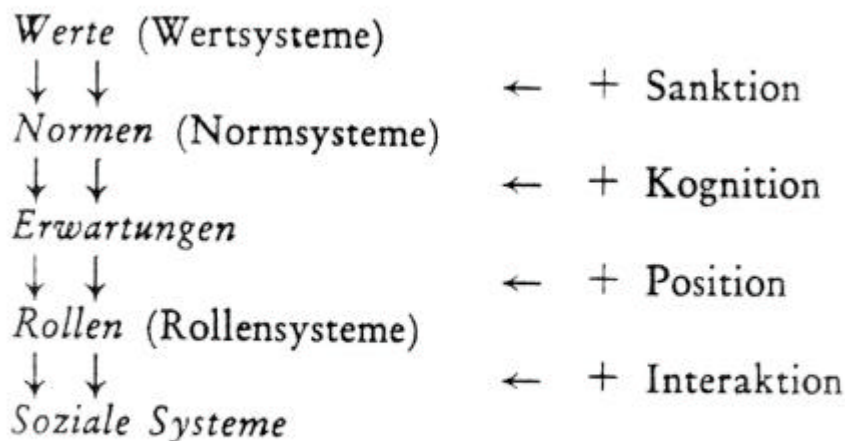 Werte (Wertsysteme)
↓ ↓ ← + Sanktion
Normen (Normsysteme)
↓ ↓ ← + Kognition
Erwartungen
↓ ↓ ← + Position
Rollen (Rollensysteme)
↓ ↓ ← + Interaktion
Soziale Systeme